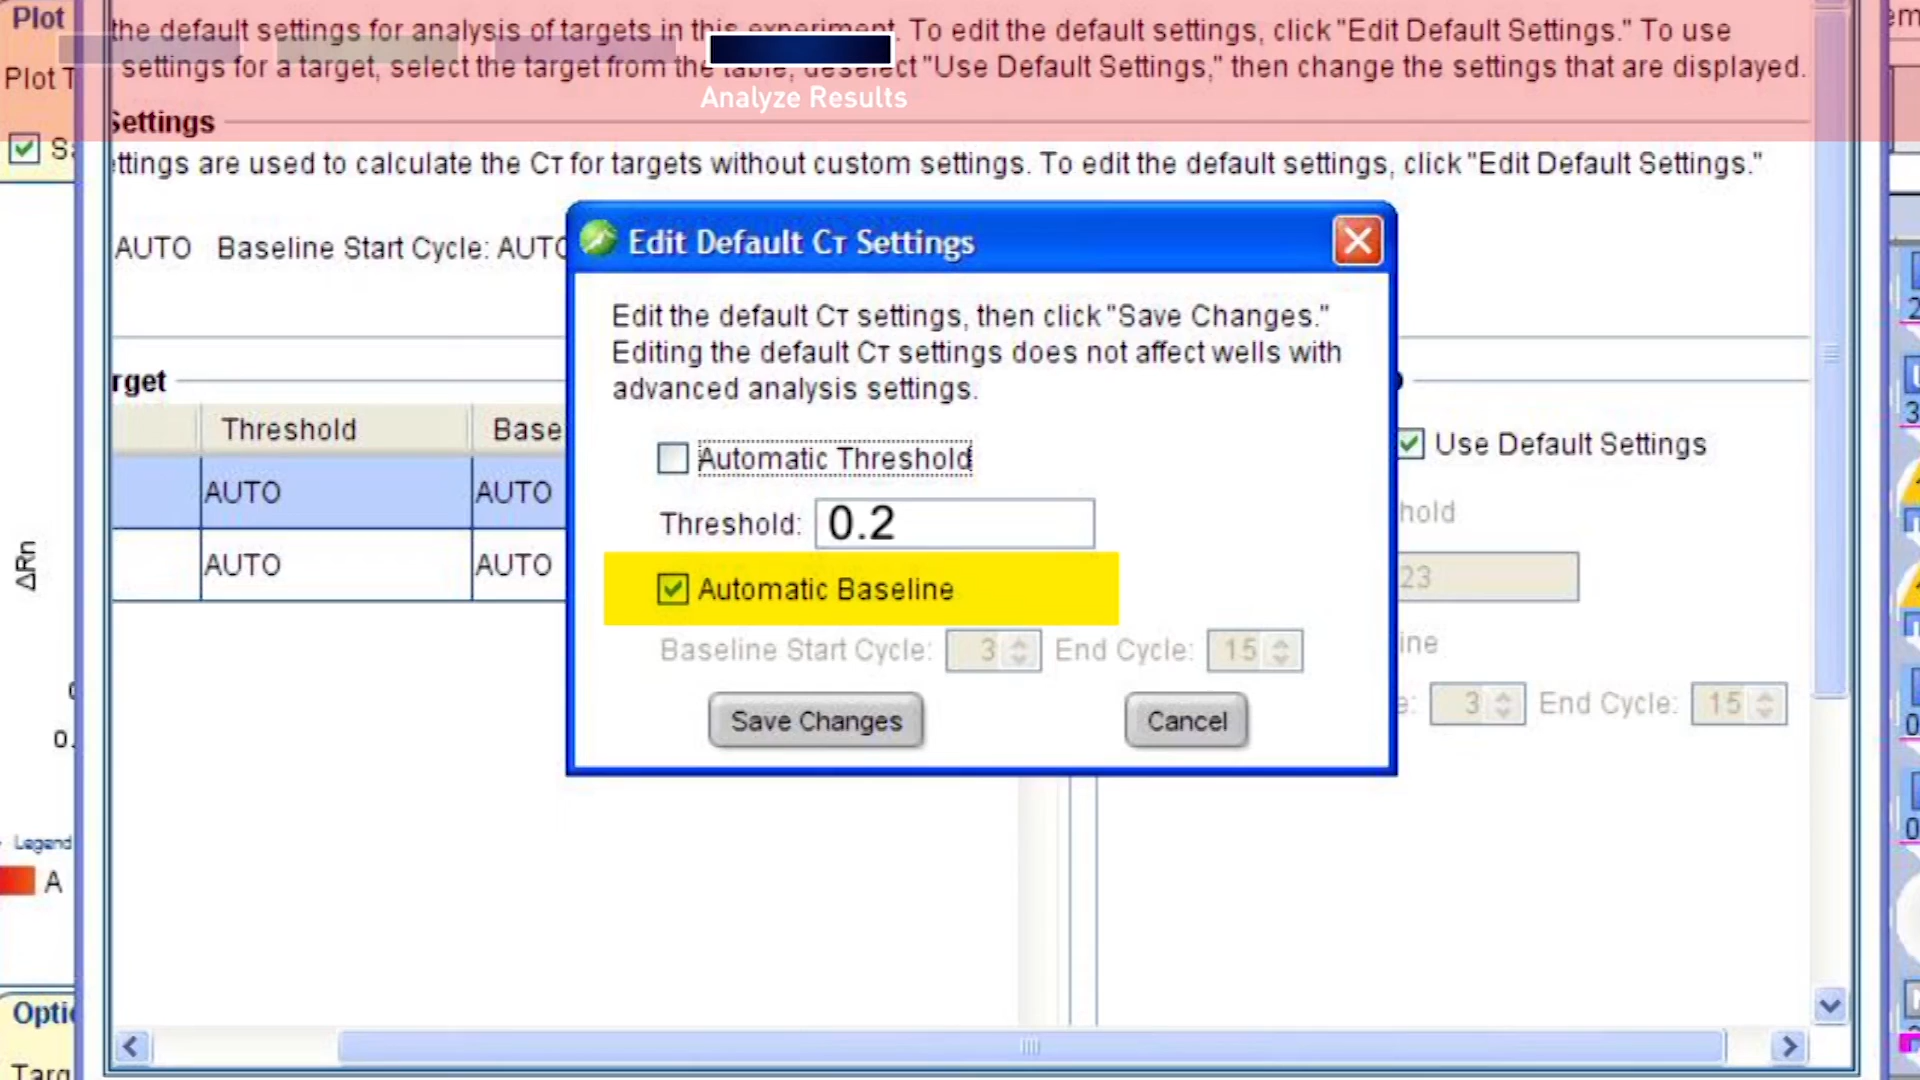 Plot
the default settings for analysis of targets in this experiment. To edit the default settings, click "Edit Default Settings." To use
settings for a target, select the target from the table, deselect "Use Default Settings," then change the settings that are displayed.
Plot T
Analyze Results
Settings
ttings are used to calculate the CT for targets without custom settings. To edit the default settings, click "Edit Default Settings."
AUTO Baseline Start Cycle: AUTO
Edit Default CT Settings
Edit the default CT settings, then click "Save Changes."
Editing the default CT settings does not affect wells with
advanced analysis settings.
rget
Threshold Base
AUTO AUTO
AUTO AUTO
Automatic Threshold
Threshold: 0.2
Automatic Baseline
Baseline Start Cycle: 3 End Cycle: 15
Save Changes Cancel
Use Default Settings
hold
23
ine
e: 3 End Cycle: 15
ΔRn
0.
Legend
A
Optio
Targ